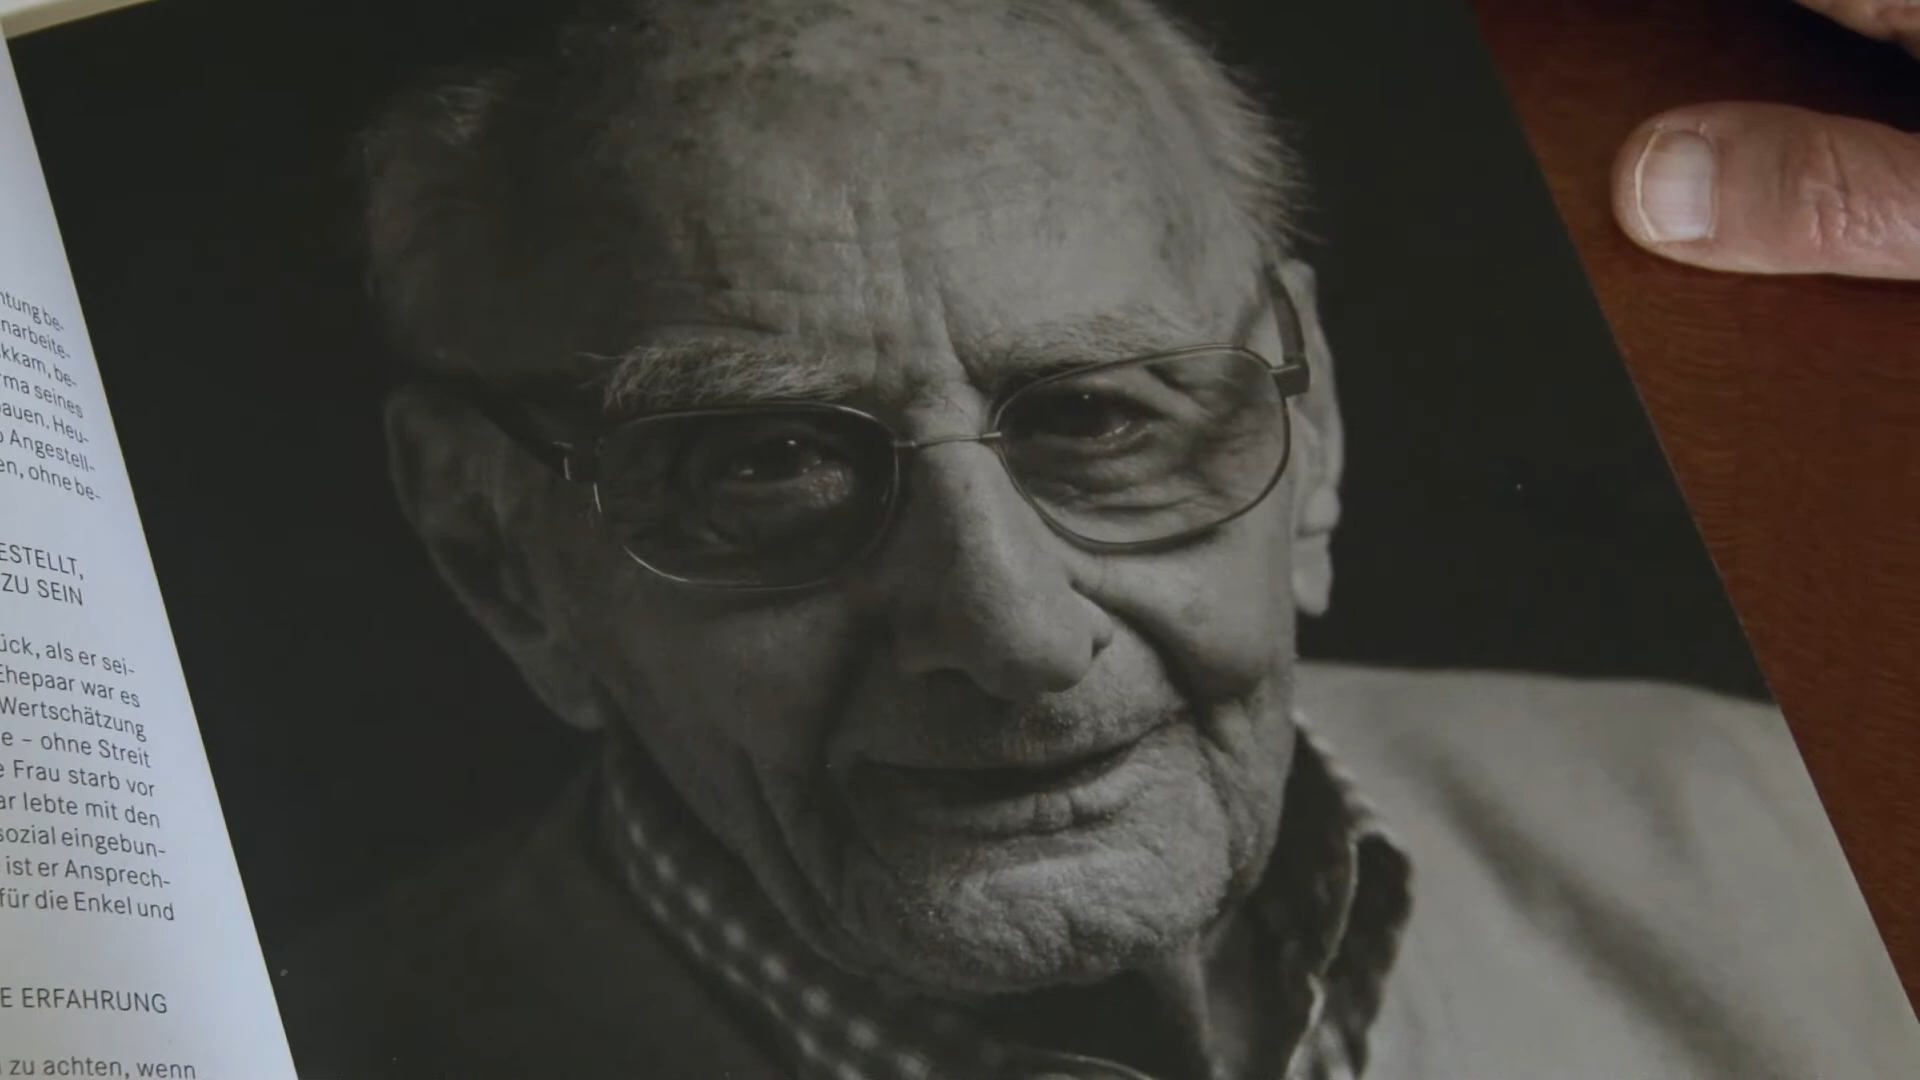 htung be-
narbeite-
kkam, be-
rma seines
bauen. Heu-
Angestell-
en, ohne be-
ESTELLT,
ZU SEIN
ück, als er sei-
Ehepaar war es
Wertschätzung
e – ohne Streit
e Frau starb vor
ar lebte mit den
sozial eingebun-
ist er Ansprech-
für die Enkel und
E ERFAHRUNG
zu achten, wenn